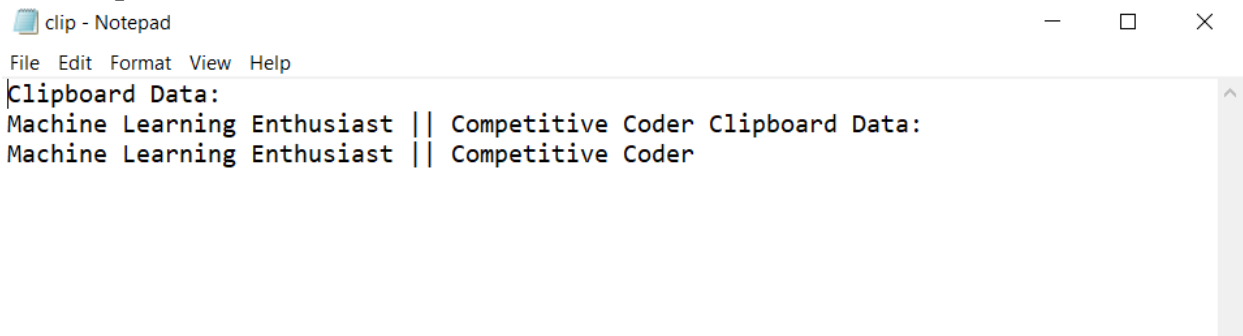 clip - Notepad
File Edit Format View Help
Clipboard Data:
Machine Learning Enthusiast || Competitive Coder Clipboard Data:
Machine Learning Enthusiast || Competitive Coder